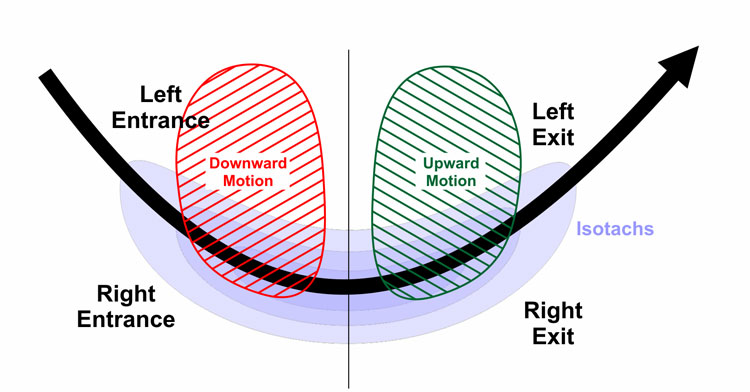 Left
Entrance
Downward
Motion
Upward
Motion
Left
Exit
Isotachs
Right
Entrance
Right
Exit